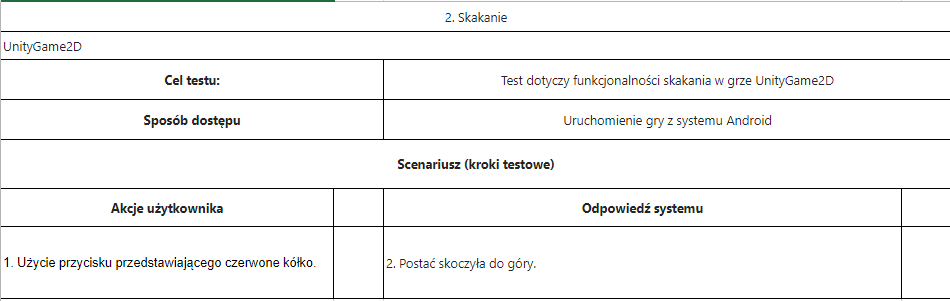 2. Skakanie
UnityGame2D
Cel testu: Test dotyczy funkcjonalności skakania w grze UnityGame2D
Sposób dostępu Uruchomienie gry z systemu Android
Scenariusz (kroki testowe)
Akcje użytkownika Odpowiedź systemu
1. Użycie przycisku przedstawiającego czerwone kółko. 2. Postać skoczyła do góry.